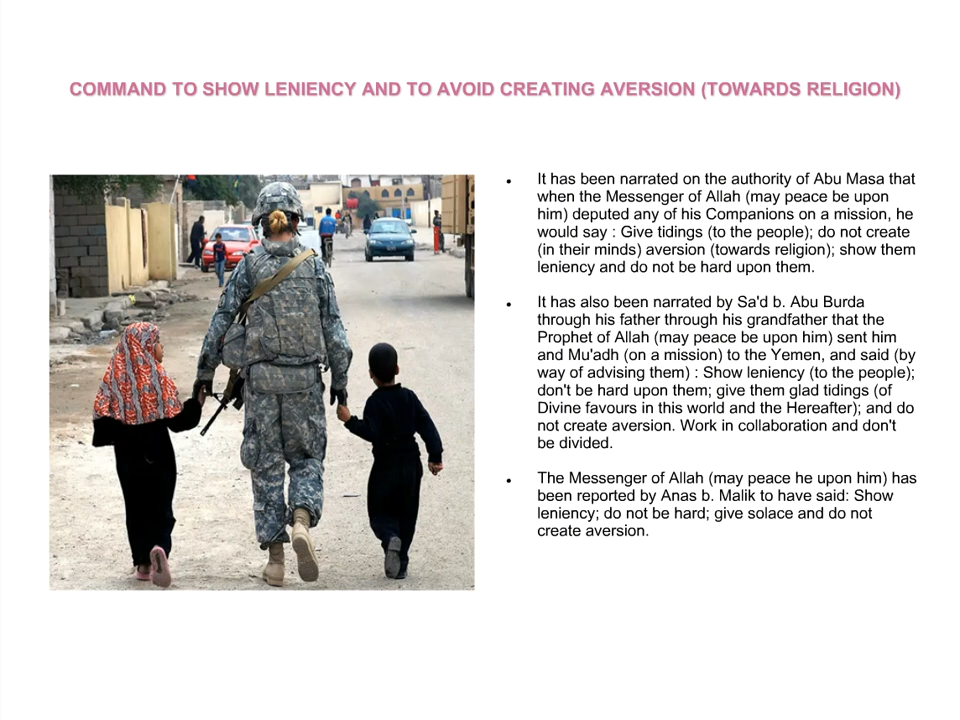 COMMAND TO SHOW LENIENCY AND TO AVOID CREATING AVERSION (TOWARDS RELIGION)
• It has been narrated on the authority of Abu Masa that
when the Messenger of Allah (may peace be upon
him) deputed any of his Companions on a mission, he
would say : Give tidings (to the people); do not create
(in their minds) aversion (towards religion); show them
leniency and do not be hard upon them.
• It has also been narrated by Sa'd b. Abu Burda
through his father through his grandfather that the
Prophet of Allah (may peace be upon him) sent him
and Mu'adh (on a mission) to the Yemen, and said (by
way of advising them) : Show leniency (to the people);
don't be hard upon them; give them glad tidings (of
Divine favours in this world and the Hereafter); and do
not create aversion. Work in collaboration and don't
be divided.
• The Messenger of Allah (may peace he upon him) has
been reported by Anas b. Malik to have said: Show
leniency; do not be hard; give solace and do not
create aversion.